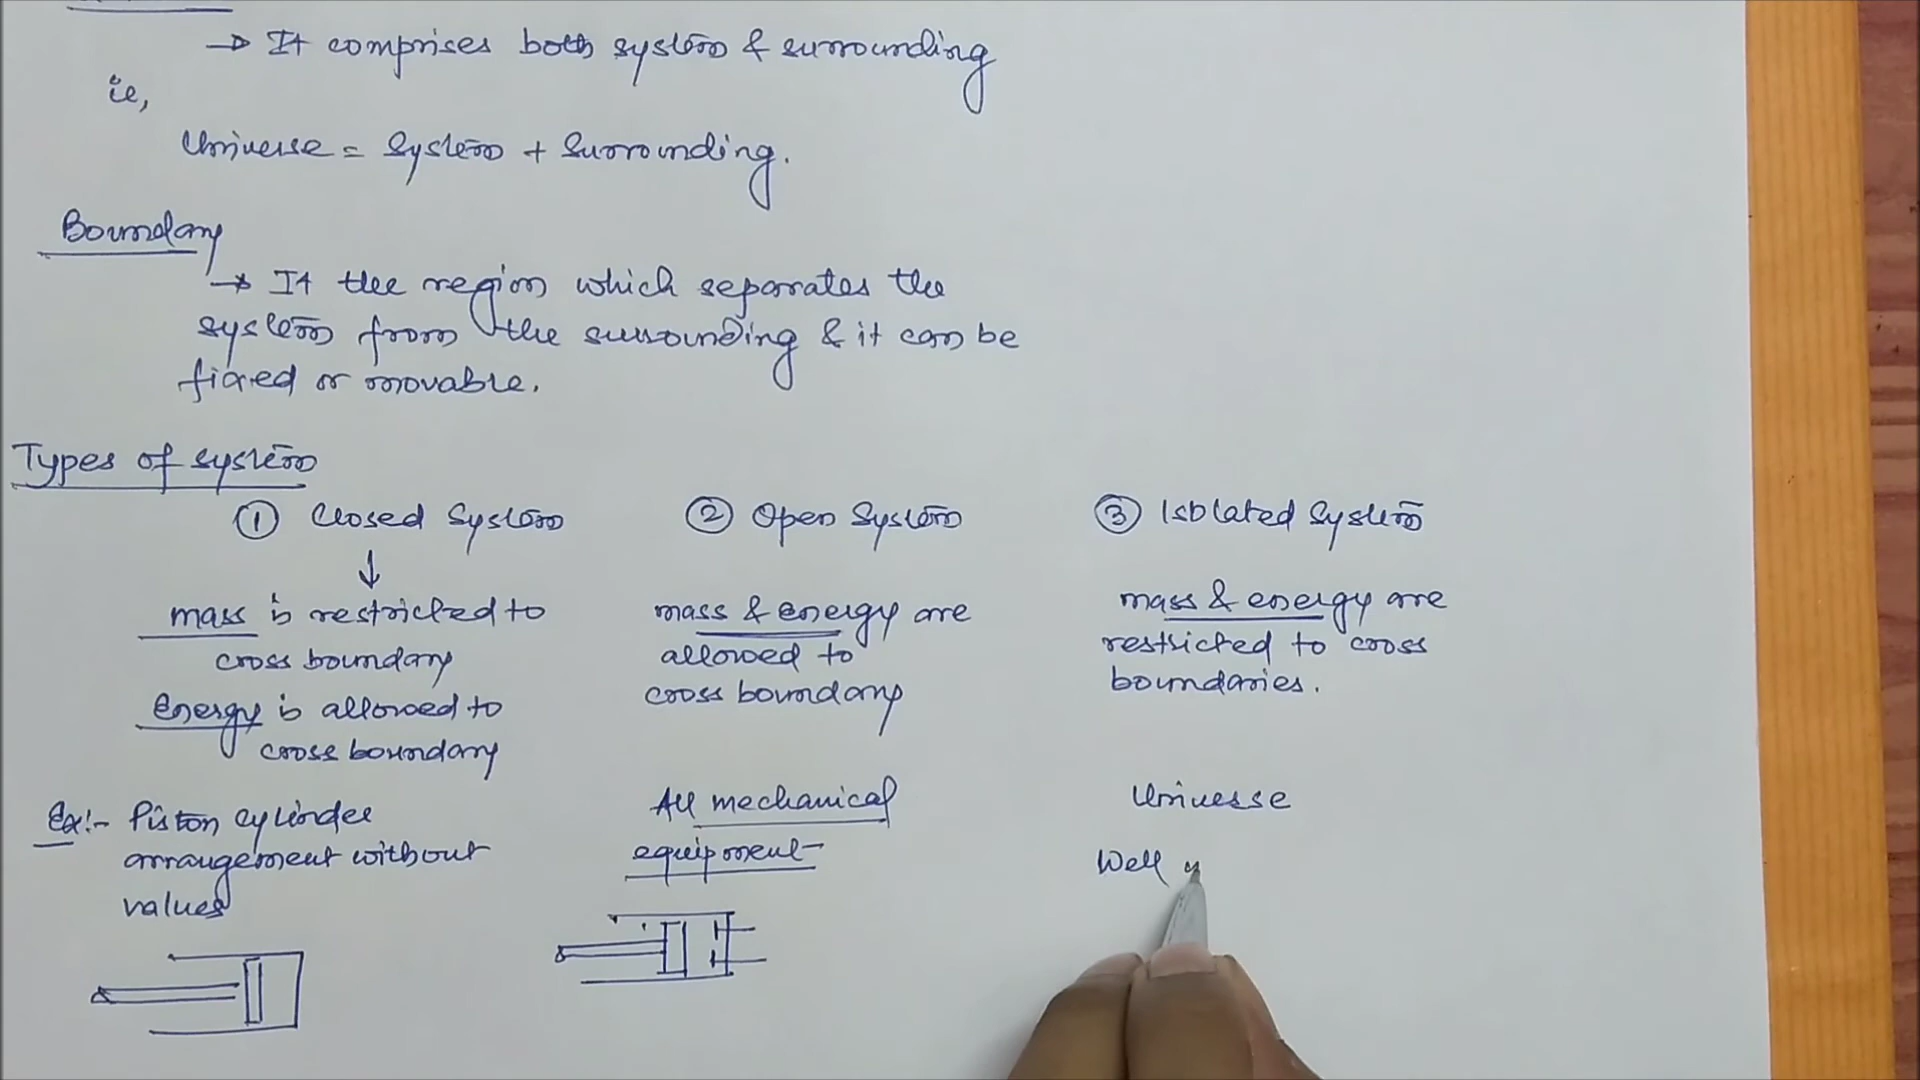 → It comprises both system & surrounding
ie,
Universe = System + Surrounding.
Boundary
→ It the region which separates the
system from the surrounding & it can be
fixed or movable.
Types of system
① Closed System
② Open System
③ Isolated System
↓
mass is restricted to
cross boundary
Energy is allowed to
cross boundary
mass & energy are
allowed to
cross boundary
mass & energy are
restricted to cross
boundaries.
Ex:- Piston cylinder
arrangement without
values
All mechanical
equipment
Universe
Well